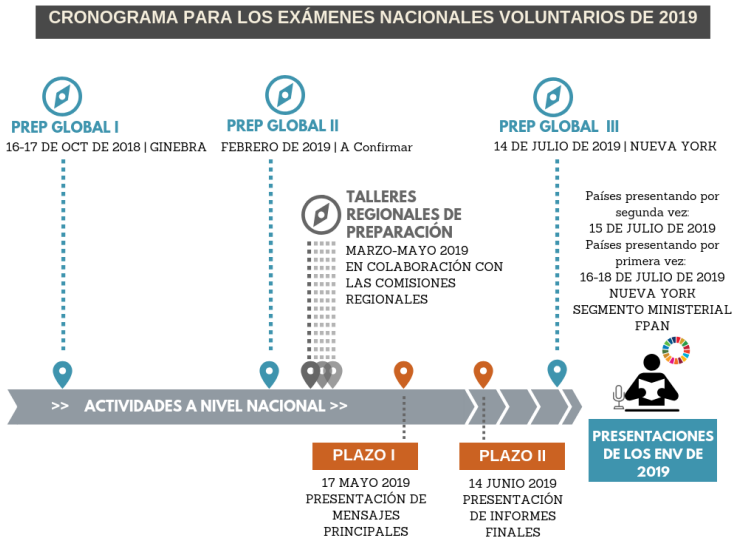 CRONOGRAMA PARA LOS EXÁMENES NACIONALES VOLUNTARIOS DE 2019
PREP GLOBAL I
16-17 DE OCT DE 2018 | GINEBRA
PREP GLOBAL II
FEBRERO DE 2019 | A Confirmar
PREP GLOBAL III
14 DE JULIO DE 2019 | NUEVA YORK
TALLERES
REGIONALES DE
PREPARACIÓN
MARZO-MAYO 2019
EN COLABORACIÓN CON
LAS COMISIONES
REGIONALES
Países presentando por
segunda vez:
15 DE JULIO DE 2019
Países presentando por
primera vez:
16-18 DE JULIO DE 2019
NUEVA YORK
SEGMENTO MINISTERIAL
FPAN
>> ACTIVIDADES A NIVEL NACIONAL >>
PLAZO I
17 MAYO 2019
PRESENTACIÓN DE
MENSAJES
PRINCIPALES
PLAZO II
14 JUNIO 2019
PRESENTACIÓN
DE INFORMES
FINALES
PRESENTACIONES
DE LOS ENV DE
2019